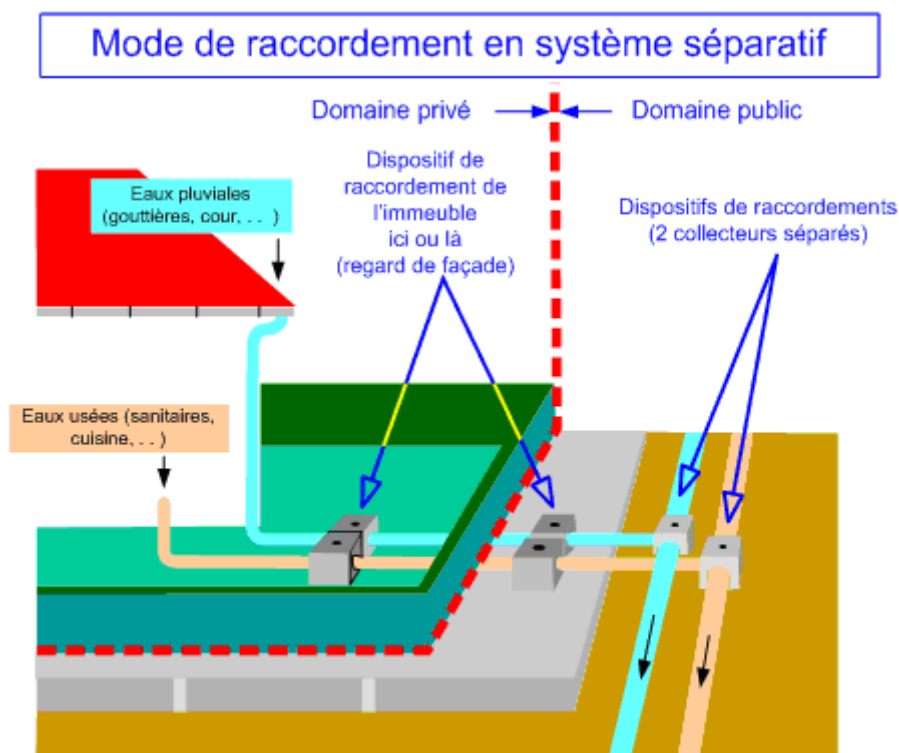 Mode de raccordement en système séparatif
Domaine privé
Domaine public
Dispositif de
raccordement de
l'immeuble
ici ou là
(regard de façade)
Eaux pluviales
(gouttières, cour, . . )
Dispositifs de raccordements
(2 collecteurs séparés)
Eaux usées (sanitaires,
cuisine, . . )